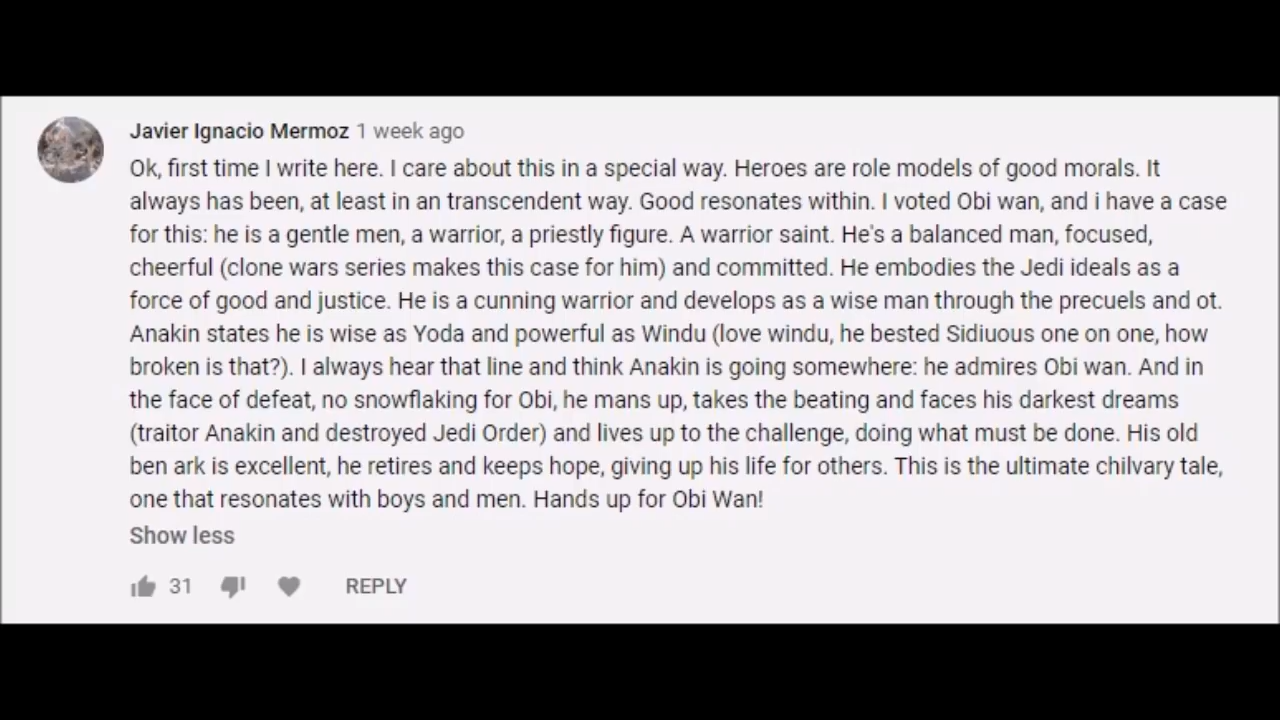 Javier Ignacio Mermoz 1 week ago
Ok, first time I write here. I care about this in a special way. Heroes are role models of good morals. It
always has been, at least in an transcendent way. Good resonates within. I voted Obi wan, and i have a case
for this: he is a gentle men, a warrior, a priestly figure. A warrior saint. He's a balanced man, focused,
cheerful (clone wars series makes this case for him) and committed. He embodies the Jedi ideals as a
force of good and justice. He is a cunning warrior and develops as a wise man through the precuels and ot.
Anakin states he is wise as Yoda and powerful as Windu (love windu, he bested Sidiuous one on one, how
broken is that?). I always hear that line and think Anakin is going somewhere: he admires Obi wan. And in
the face of defeat, no snowflaking for Obi, he mans up, takes the beating and faces his darkest dreams
(traitor Anakin and destroyed Jedi Order) and lives up to the challenge, doing what must be done. His old
ben ark is excellent, he retires and keeps hope, giving up his life for others. This is the ultimate chilvary tale,
one that resonates with boys and men. Hands up for Obi Wan!
Show less
31 REPLY